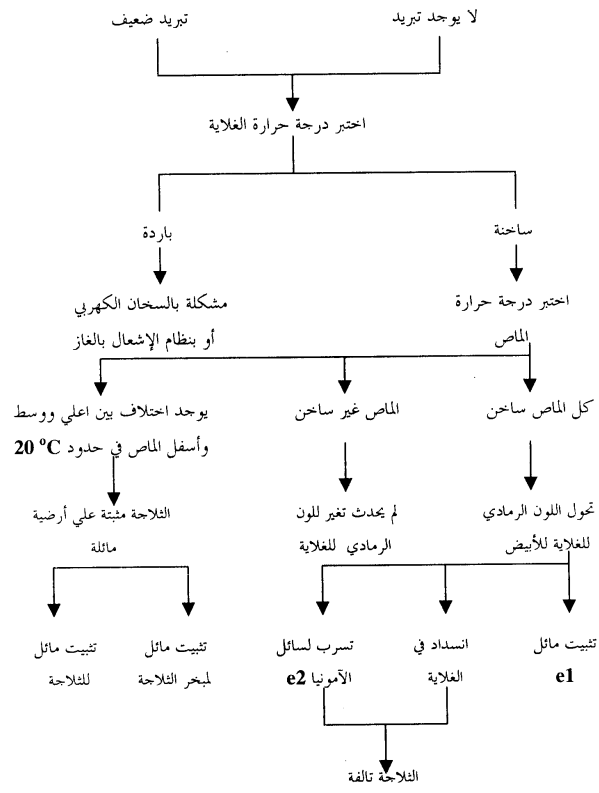 لا يوجد تبريد
تبريد ضعيف
اختبر درجة حرارة الغلاية
ساخنة
باردة
اختبر درجة حرارة
الماص
مشكلة بالسخان الكهربي
أو بنظام الإشعال بالغاز
كل الماص ساخن
الماص غير ساخن
يوجد اختلاف بين اعلي ووسط
وأسفل الماص في حدود 20 °C
تحول اللون الرمادي
للغلاية للأبيض
لم يحدث تغير للون
الرمادي للغلاية
الثلاجة مثبتة علي أرضية
مائلة
تثبيت مائل
e1
انسداد في
الغلاية
تسرب لسائل
الآمونيا e2
تثبيت مائل
لمبخر الثلاجة
تثبيت مائل
للثلاجة
الثلاجة تالفة